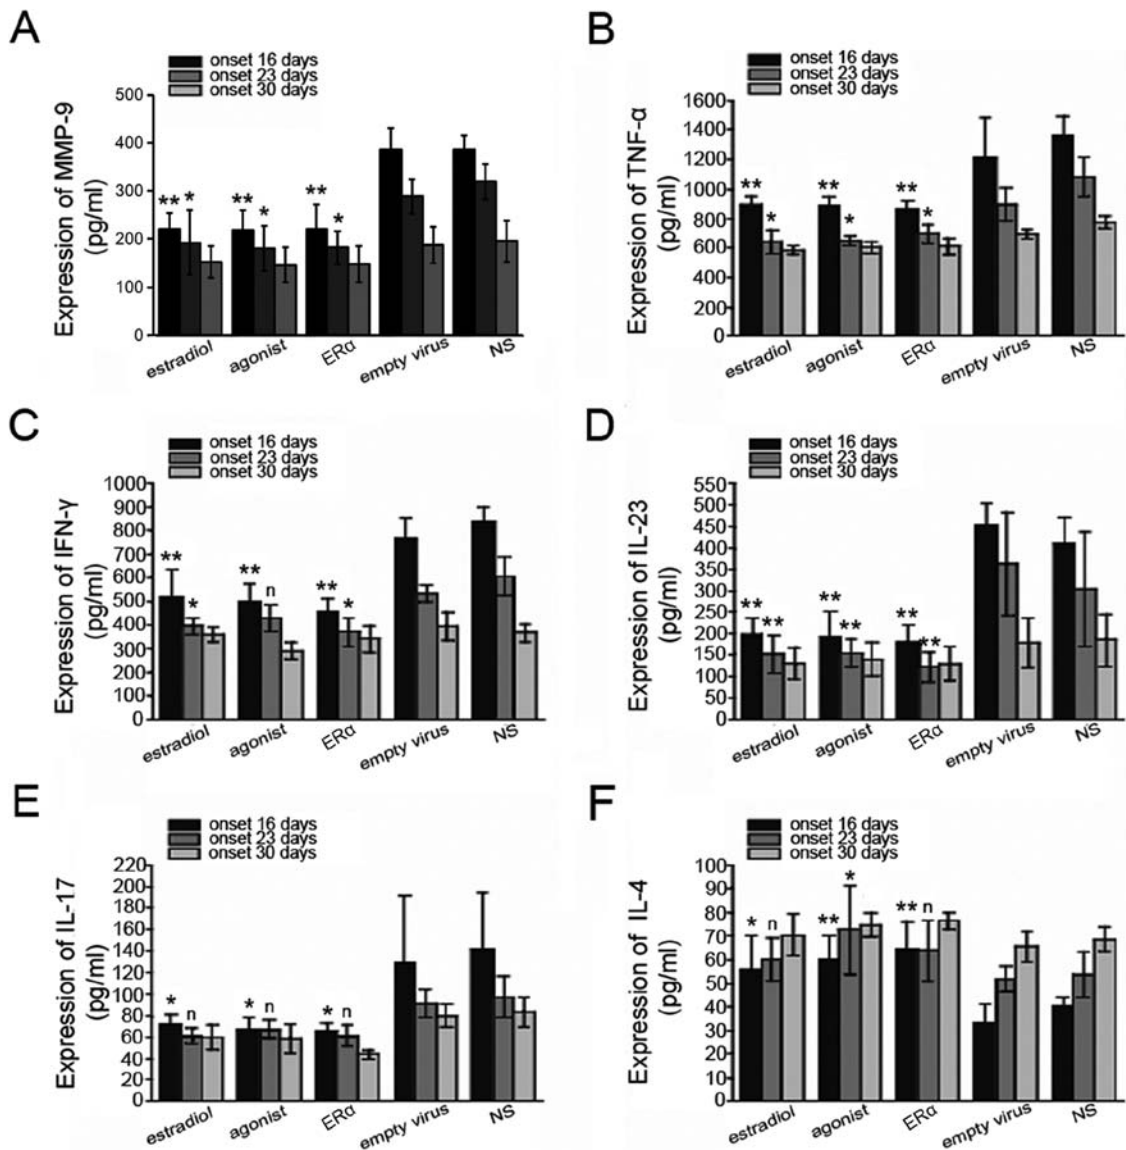 A
onset 16 days
onset 23 days
onset 30 days
Expression of MMP-9
(pg/ml)
500
400
300
200
100
0
** *
** *
** *
estradiol
agonist
ERα
empty virus
NS
B
onset 16 days
onset 23 days
onset 30 days
Expression of TNF-α
(pg/ml)
1600
1400
1200
1000
800
600
400
200
0
** *
** *
** *
estradiol
agonist
ERα
empty virus
NS
C
onset 16 days
onset 23 days
onset 30 days
Expression of IFN-γ
(pg/ml)
1000
900
800
700
600
500
400
300
200
100
0
** *
** n
** *
estradiol
agonist
ERα
empty virus
NS
D
onset 16 days
onset 23 days
onset 30 days
Expression of IL-23
(pg/ml)
550
500
450
400
350
300
250
200
150
100
50
0
** **
** **
** **
estradiol
agonist
ERα
empty virus
NS
E
onset 16 days
onset 23 days
onset 30 days
Expression of IL-17
(pg/ml)
220
200
180
160
140
120
100
80
60
40
20
0
* n
* n
* n
estradiol
agonist
ERα
empty virus
NS
F
onset 16 days
onset 23 days
onset 30 days
Expression of IL-4
(pg/ml)
100
90
80
70
60
50
40
30
20
10
0
* n
** *
** n
estradiol
agonist
ERα
empty virus
NS